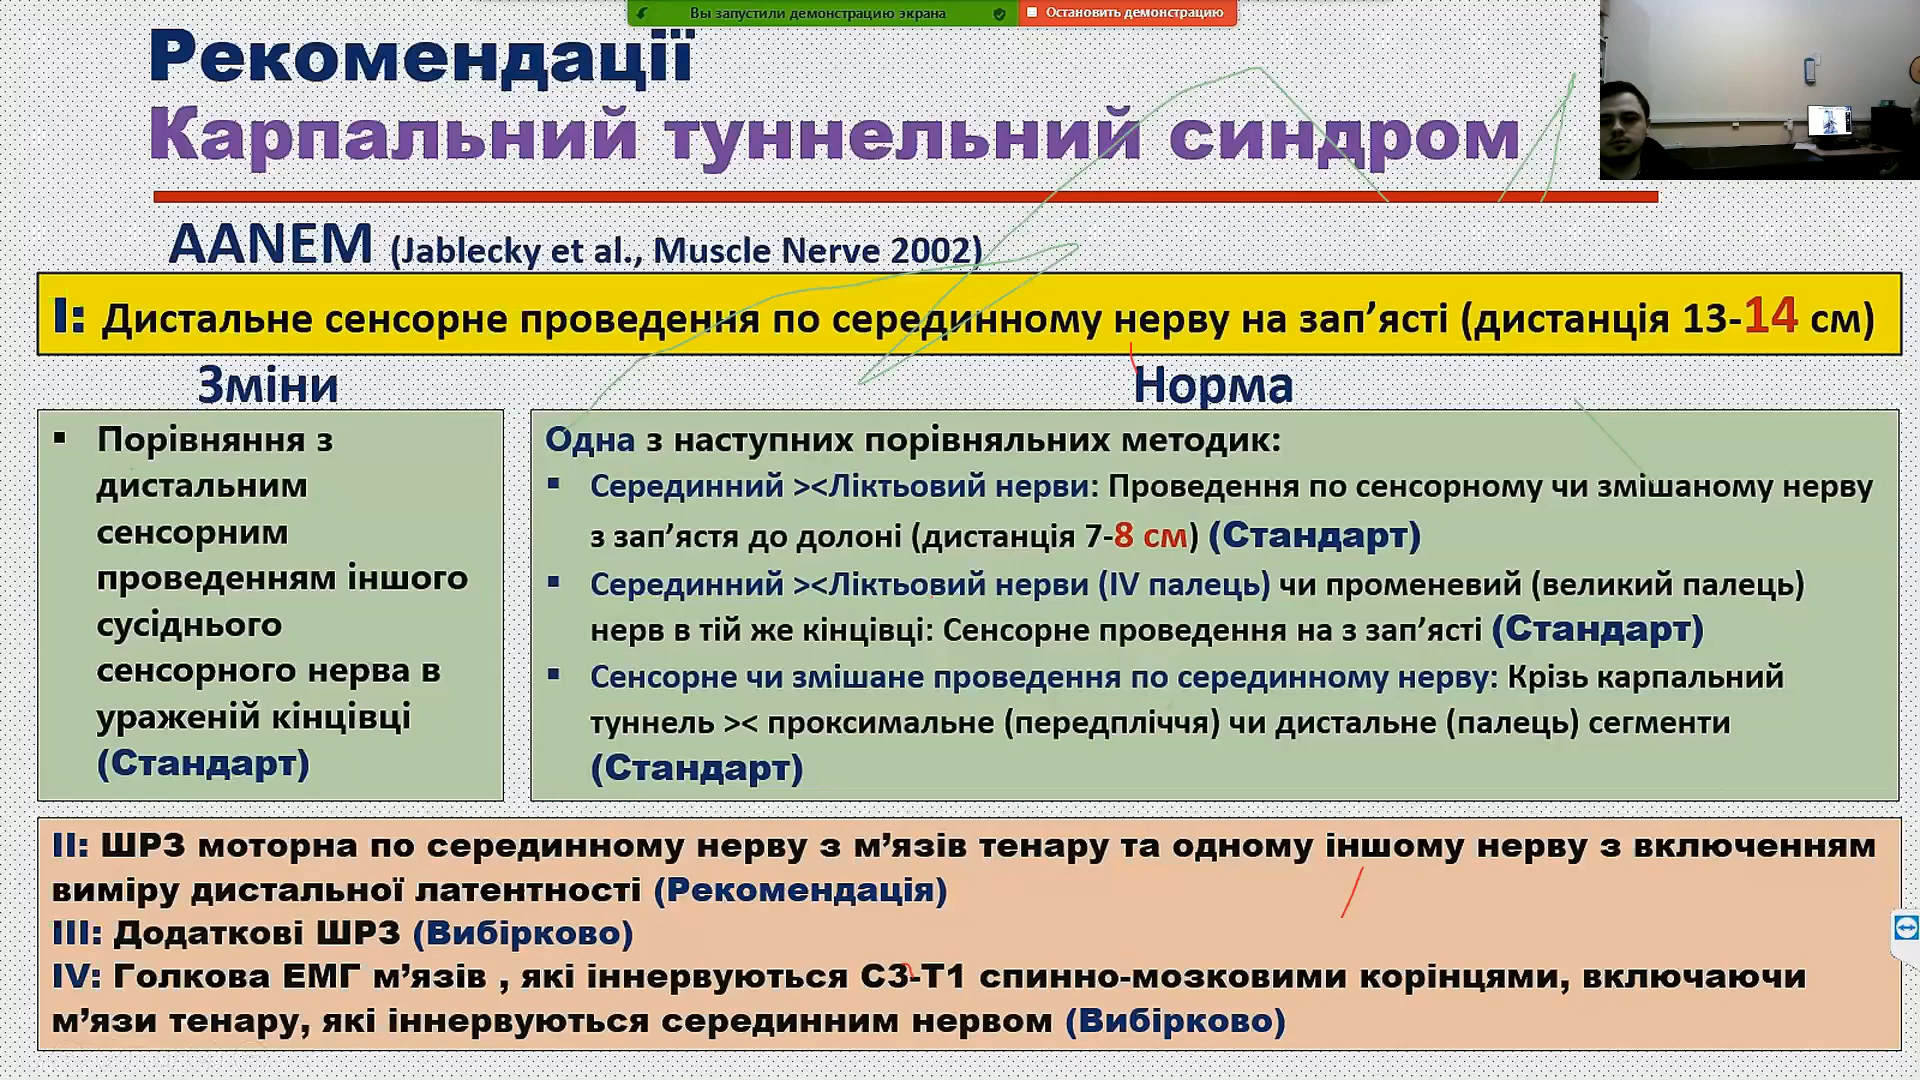 Вы запустили демонстрацию экрана
Остановить демонстрацию
Рекомендації
Карпальний туннельний синдром
AANEM (Jablecky et al., Muscle Nerve 2002)
I: Дистальне сенсорне проведення по серединному нерву на зап’ясті (дистанція 13-14 см)
Зміни
▪ Порівняння з
дистальним
сенсорним
проведенням іншого
сусіднього
сенсорного нерва в
ураженій кінцівці
(Стандарт)
Норма
Одна з наступних порівняльних методик:
▪ Серединний ><Ліктьовий нерви: Проведення по сенсорному чи змішаному нерву
з зап’ястя до долоні (дистанція 7-8 см) (Стандарт)
▪ Серединний ><Ліктьовий нерви (IV палець) чи променевий (великий палець)
нерв в тій же кінцівці: Сенсорне проведення на з зап’ясті (Стандарт)
▪ Сенсорне чи змішане проведення по серединному нерву: Крізь карпальний
туннель >< проксимальне (передпліччя) чи дистальне (палець) сегменти
(Стандарт)
II: ШРЗ моторна по серединному нерву з м’язів тенару та одному іншому нерву з включенням
виміру дистальної латентності (Рекомендація)
III: Додаткові ШРЗ (Вибірково)
IV: Голкова ЕМГ м’язів , які іннервуються С3-Т1 спинно-мозковими корінцями, включаючи
м’язи тенару, які іннервуються серединним нервом (Вибірково)